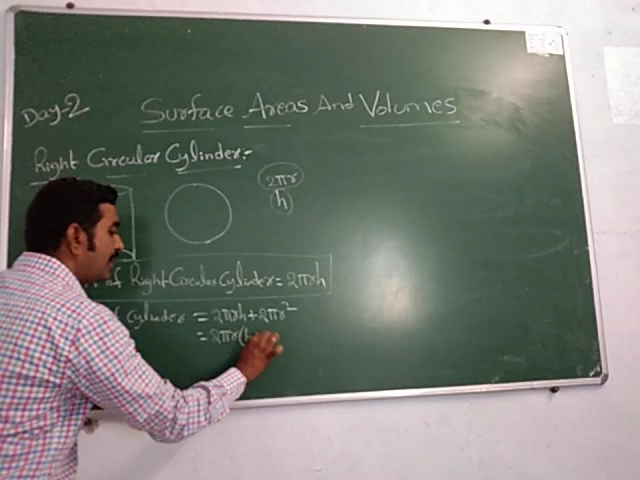 Day-2 Surface Areas And Volumes
Right Circular Cylinder:-
2πr
h
of Right Circular Cylinder = 2πrh
Cylinder = 2πrh + 2πr²
= 2πr(h